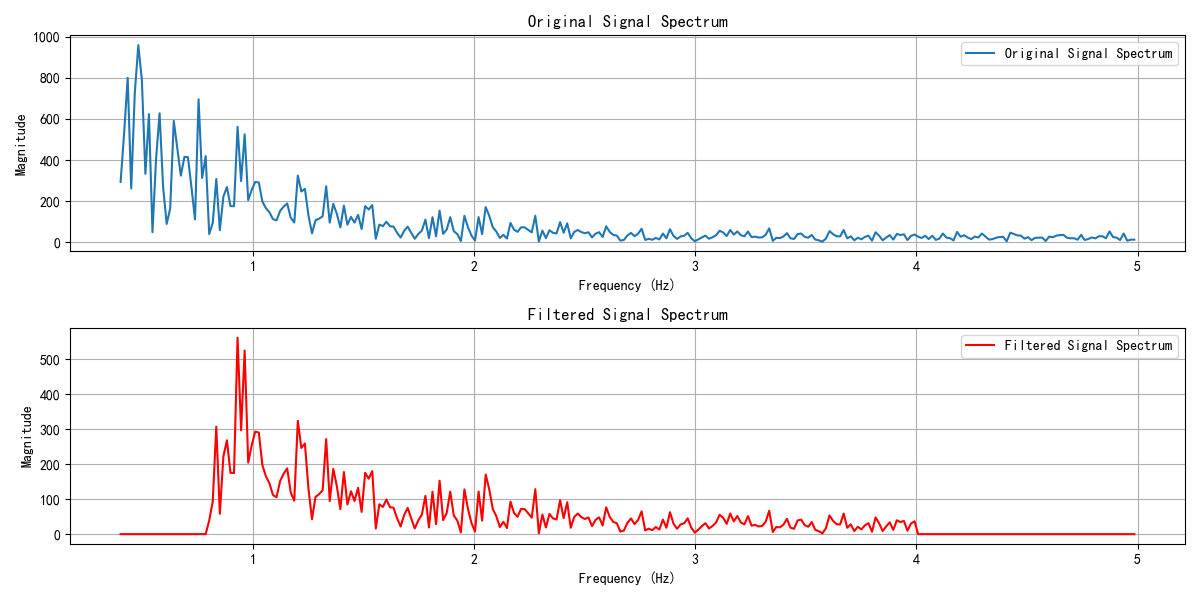 Original Signal Spectrum
1000
800
600
400
200
0
Magnitude
Original Signal Spectrum
1 2 3 4 5
Frequency (Hz)
Filtered Signal Spectrum
500
400
300
200
100
0
Magnitude
Filtered Signal Spectrum
1 2 3 4 5
Frequency (Hz)